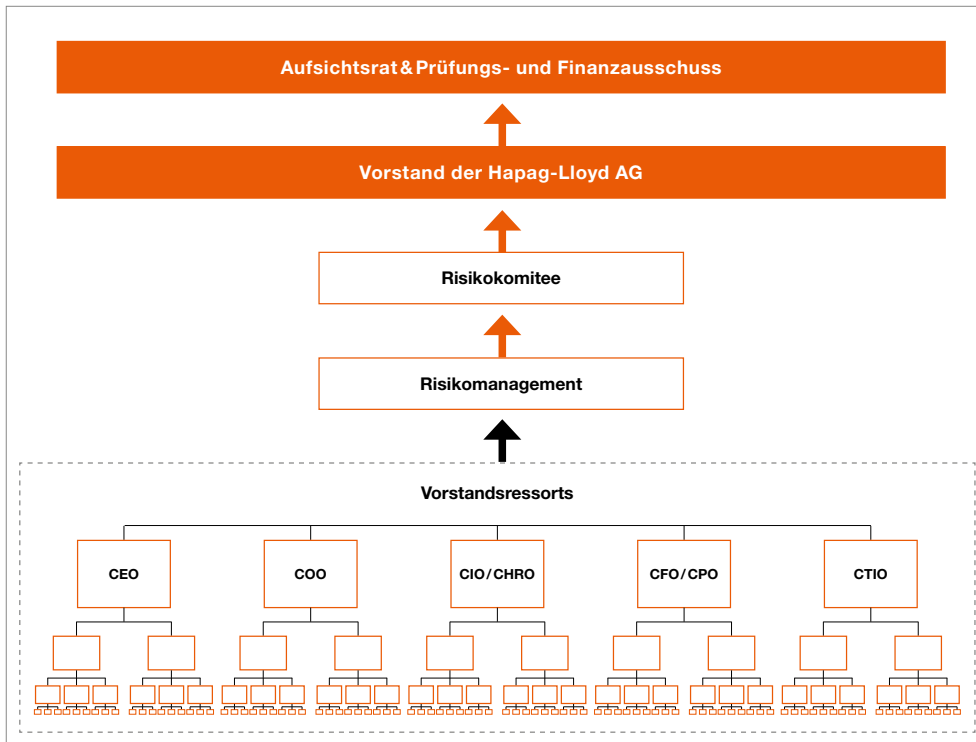 Aufsichtsrat & Prüfungs- und Finanzausschuss
Vorstand der Hapag-Lloyd AG
Risikokomitee
Risikomanagement
Vorstandsressorts
CEO
COO
CIO / CHRO
CFO / CPO
CTIO